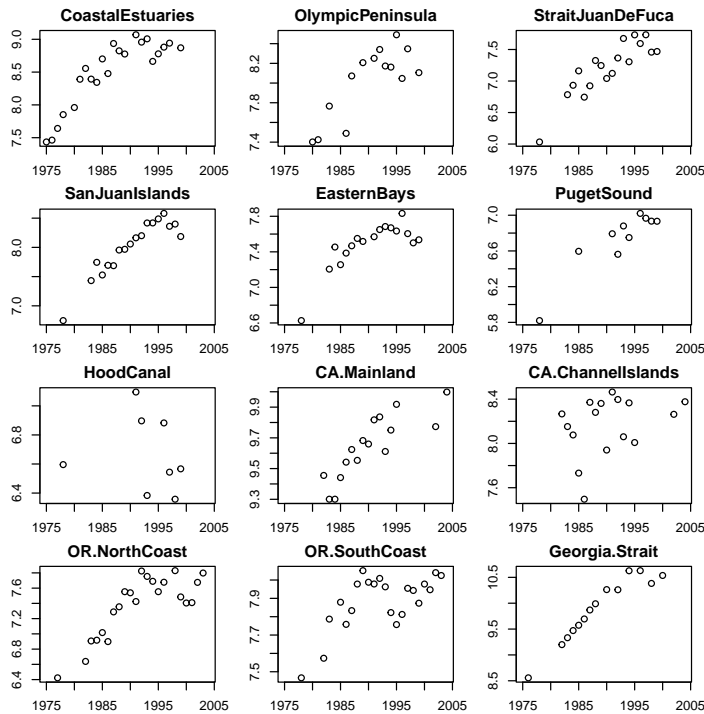 CoastalEstuaries
9.0
8.5
8.0
7.5
1975 1985 1995 2005
OlympicPeninsula
8.2
7.8
7.4
1975 1985 1995 2005
StraitJuanDeFuca
7.5
7.0
6.5
6.0
1975 1985 1995 2005
SanJuanIslands
8.0
7.0
1975 1985 1995 2005
EasternBays
7.8
7.4
7.0
6.6
1975 1985 1995 2005
PugetSound
7.0
6.6
6.2
5.8
1975 1985 1995 2005
HoodCanal
6.8
6.4
1975 1985 1995 2005
CA.Mainland
9.9
9.7
9.5
9.3
1975 1985 1995 2005
CA.ChannelIslands
8.4
8.0
7.6
1975 1985 1995 2005
OR.NorthCoast
7.6
7.2
6.8
6.4
1975 1985 1995 2005
OR.SouthCoast
7.9
7.7
7.5
1975 1985 1995 2005
Georgia.Strait
10.5
9.5
8.5
1975 1985 1995 2005